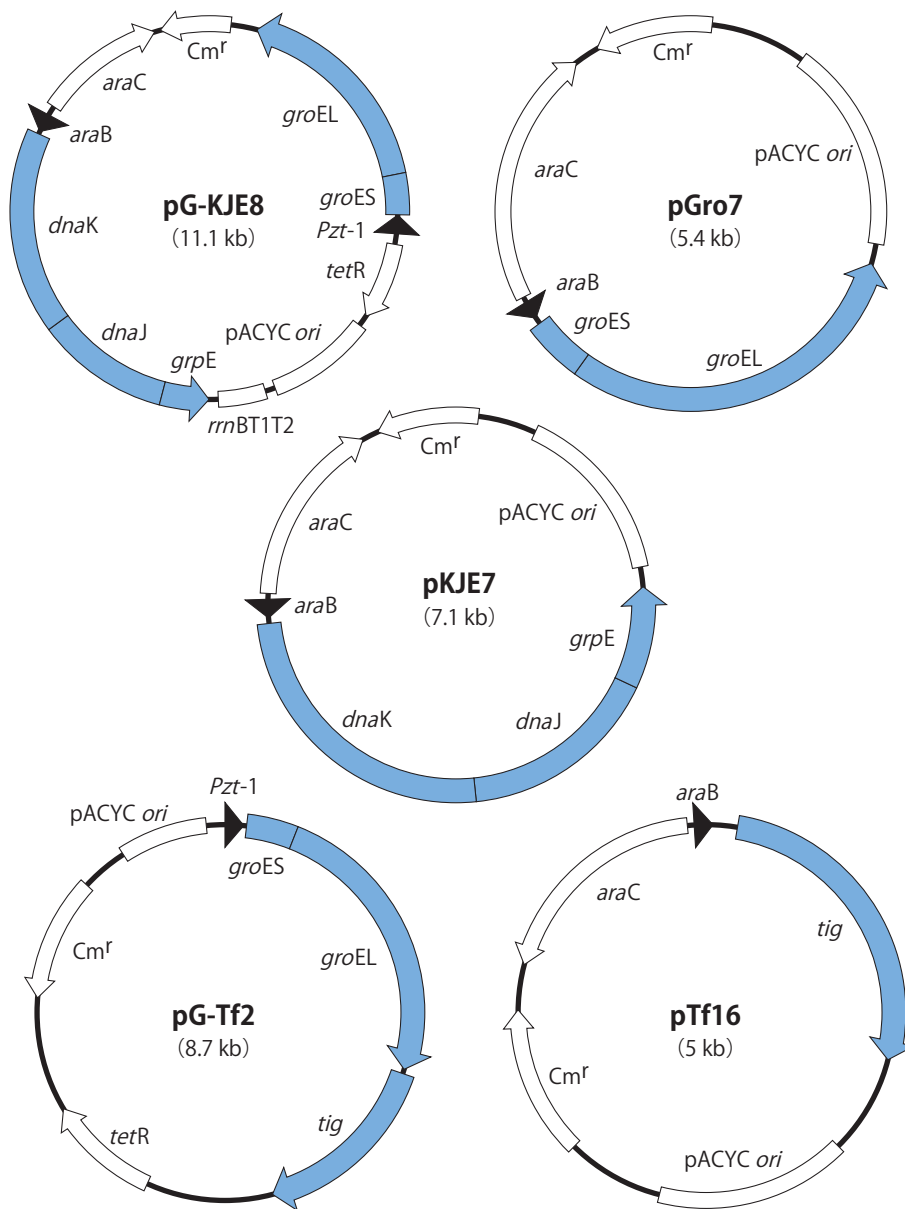 Cmʳ
araC
groEL
araB
groES
pG-KJE8
(11.1 kb)
dnaK
Pzt-1
tetR
dnaJ
pACYC ori
grpE
rrnBT1T2
Cmʳ
pACYC ori
araC
pGro7
(5.4 kb)
araB
groES
groEL
Cmʳ
pACYC ori
araC
pKJE7
(7.1 kb)
araB
grpE
dnaK
dnaJ
Pzt-1
pACYC ori
groES
Cmʳ
groEL
pG-Tf2
(8.7 kb)
tig
tetR
araB
araC
tig
pTf16
(5 kb)
Cmʳ
pACYC ori